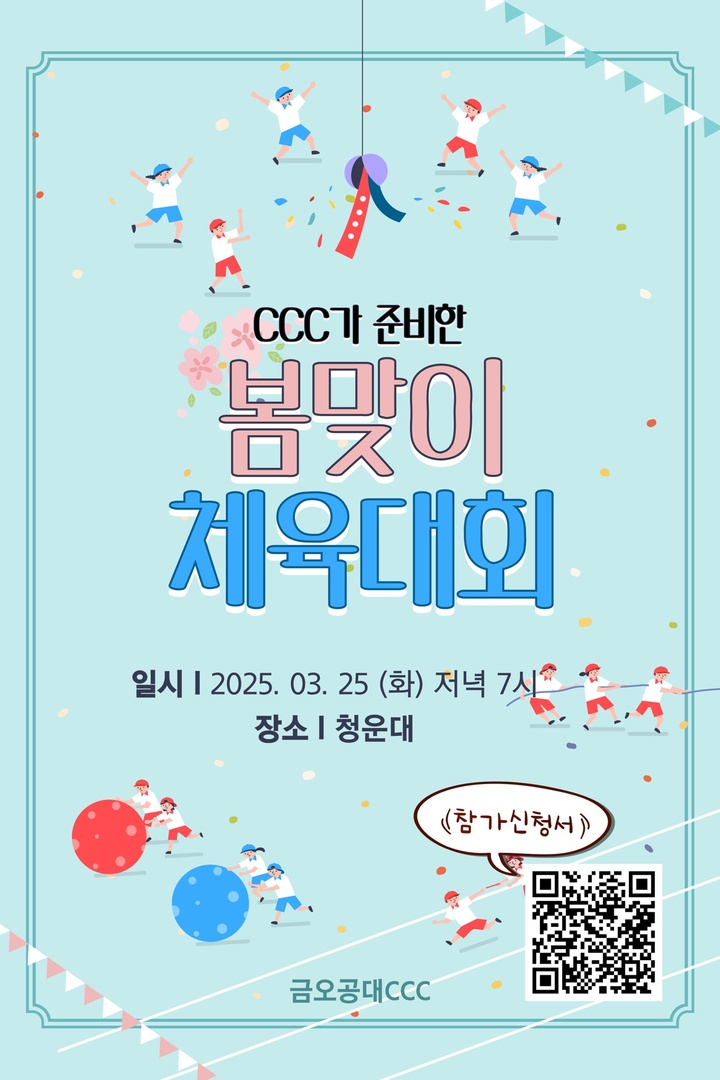 CCC가 준비한
봄맞이
체육대회
일시 | 2025. 03. 25 (화) 저녁 7시
장소 | 청운대
((참가신청서))
금오공대CCC